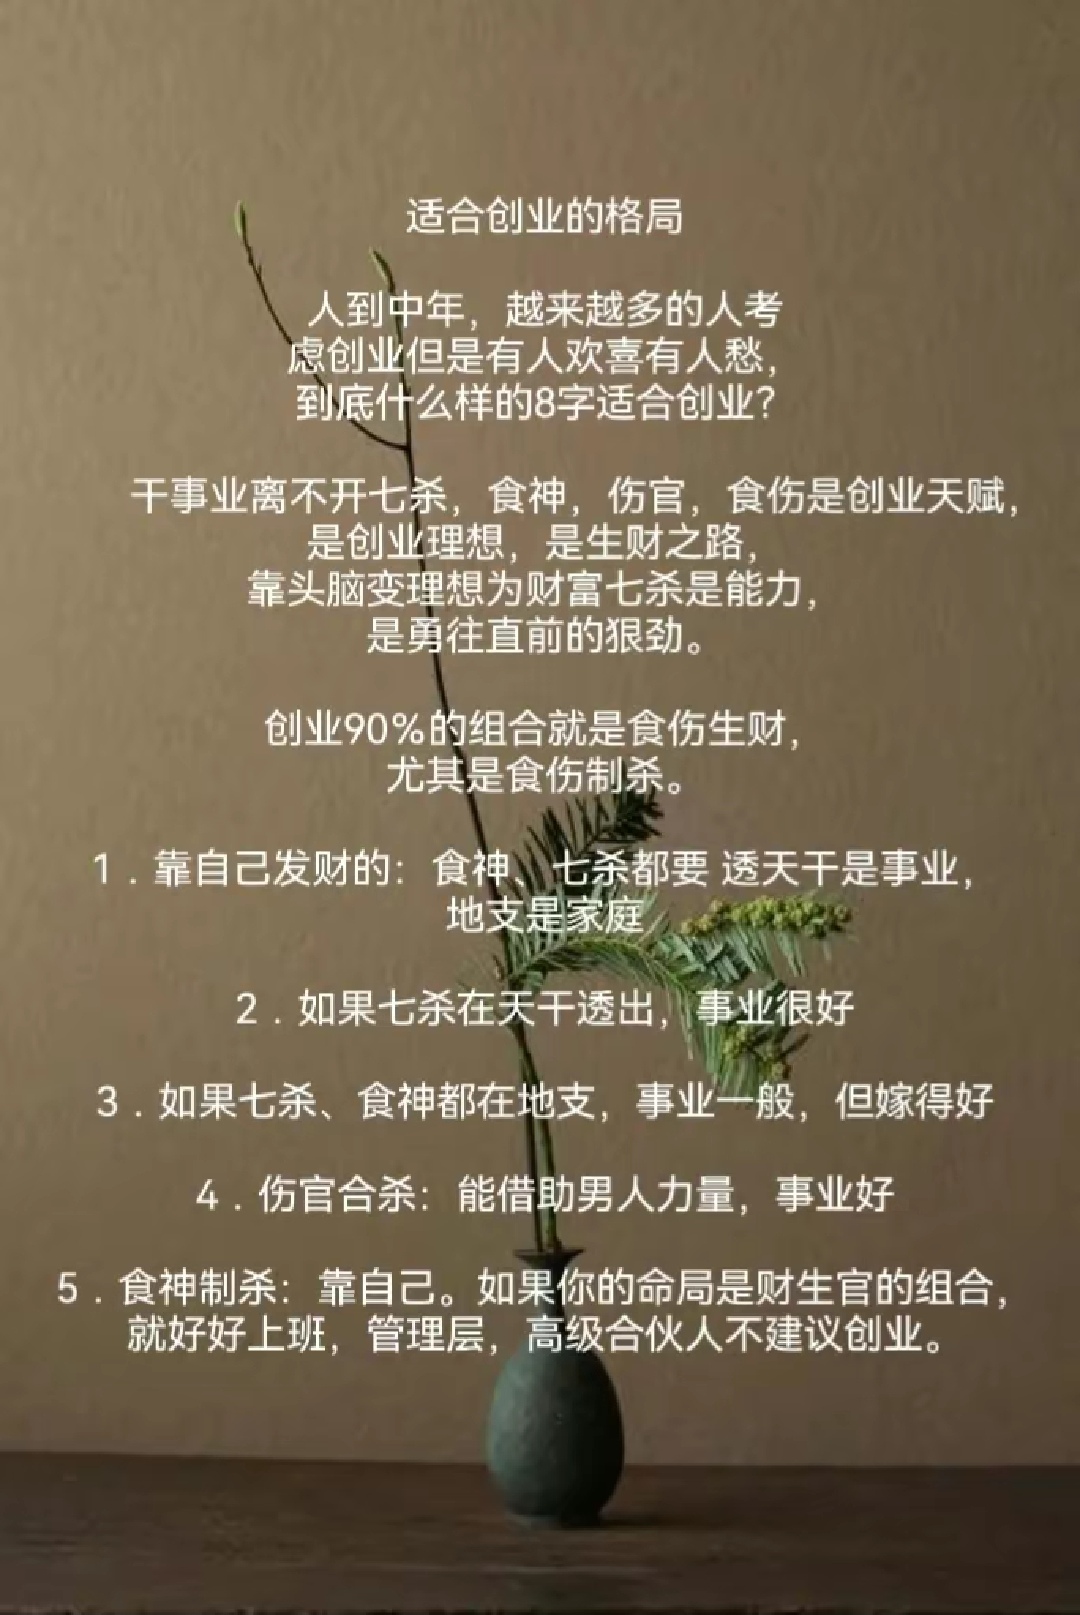 适合创业的格局
人到中年，越来越多的人考
虑创业但是有人欢喜有人愁，
到底什么样的8字适合创业？
干事业离不开七杀，食神，伤官，食伤是创业天赋，
是创业理想，是生财之路，
靠头脑变理想为财富七杀是能力，
是勇往直前的狠劲。
创业90%的组合就是食伤生财，
尤其是食伤制杀。
1．靠自己发财的：食神、七杀都要 透天干是事业，
地支是家庭
2．如果七杀在天干透出，事业很好
3．如果七杀、食神都在地支，事业一般，但嫁得好
4．伤官合杀：能借助男人力量，事业好
5．食神制杀：靠自己。如果你的命局是财生官的组合，
就好好上班，管理层，高级合伙人不建议创业。